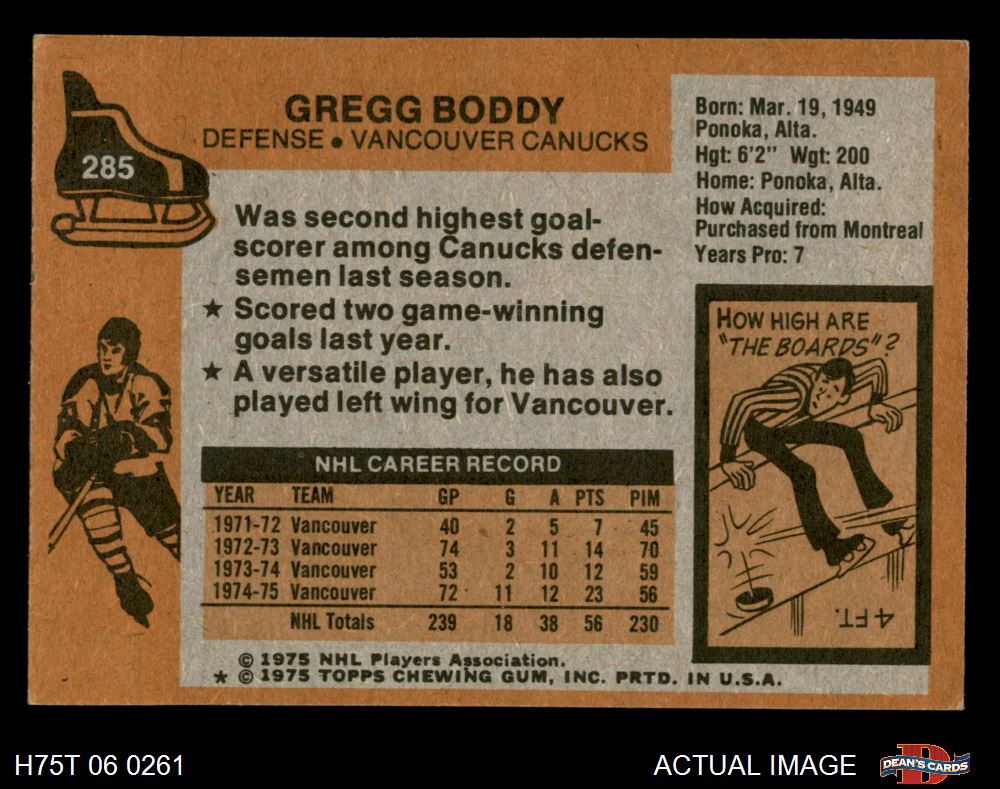 285
GREGG BODDY
DEFENSE • VANCOUVER CANUCKS
Born: Mar. 19, 1949
Ponoka, Alta.
Hgt: 6'2" Wgt: 200
Home: Ponoka, Alta.
How Acquired:
Purchased from Montreal
Years Pro: 7
Was second highest goal-
scorer among Canucks defen-
semen last season.
★ Scored two game-winning
goals last year.
★ A versatile player, he has also
played left wing for Vancouver.
HOW HIGH ARE
"THE BOARDS"?
4 FT.
NHL CAREER RECORD
YEAR TEAM GP G A PTS PIM
1971-72 Vancouver 40 2 5 7 45
1972-73 Vancouver 74 3 11 14 70
1973-74 Vancouver 53 2 10 12 59
1974-75 Vancouver 72 11 12 23 56
NHL Totals 239 18 38 56 230
© 1975 NHL Players Association.
★ © 1975 TOPPS CHEWING GUM, INC. PRTD. IN U.S.A.
H75T 06 0261
ACTUAL IMAGE
D
DEAN'S CARDS